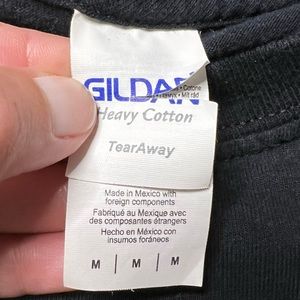 GILDAN
Heavy Cotton
TearAway
Made in Mexico with
foreign components
Fabriqué au Mexique avec
des composantes étrangers
Hecho en México con
insumos foráneos
M | M | M